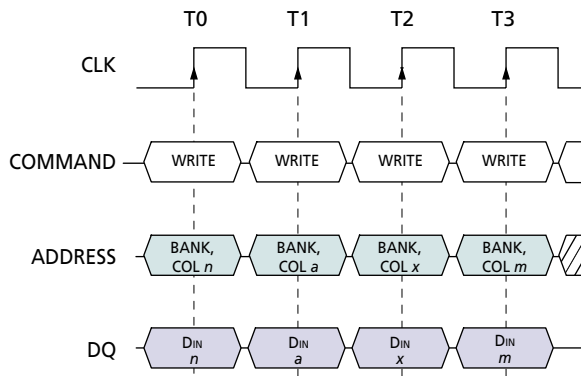 T0 T1 T2 T3
CLK
COMMAND WRITE WRITE WRITE WRITE
BANK, BANK, BANK, BANK,
ADDRESS COL n COL a COL x COL m
DIN DIN DIN DIN
DQ n a x m